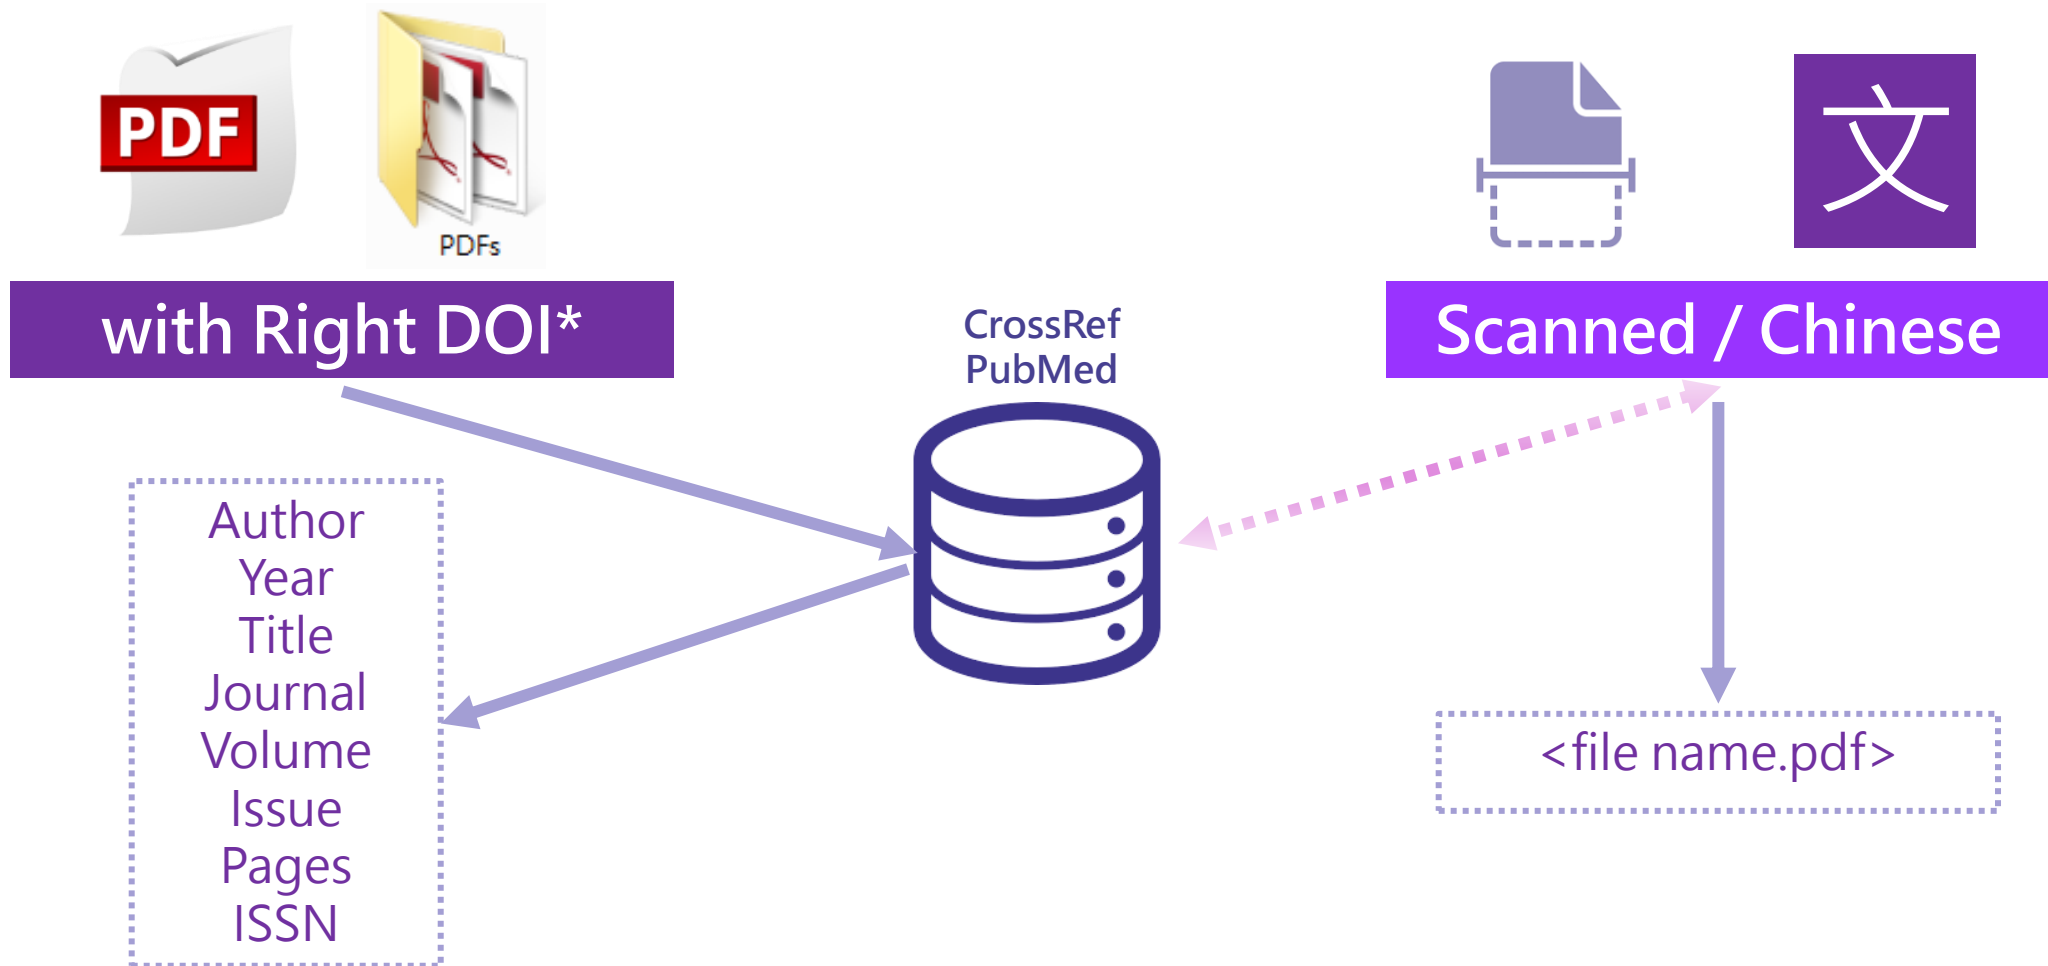 PDF
PDFs
with Right DOI*
Author
Year
Title
Journal
Volume
Issue
Pages
ISSN
CrossRef
PubMed
文
Scanned / Chinese
<file name.pdf>